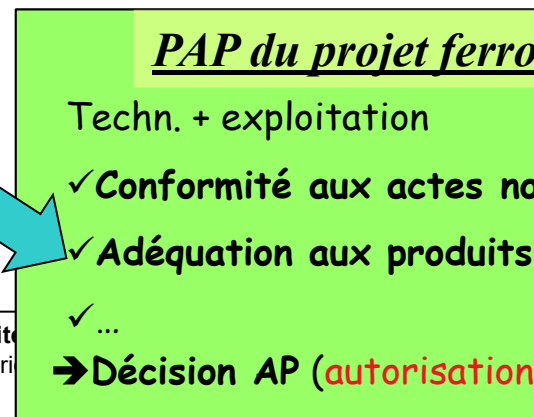 PAP du projet ferro
Techn. + exploitation
✓Conformité aux actes no
✓Adéquation aux produits
✓...
➔Décision AP (autorisation